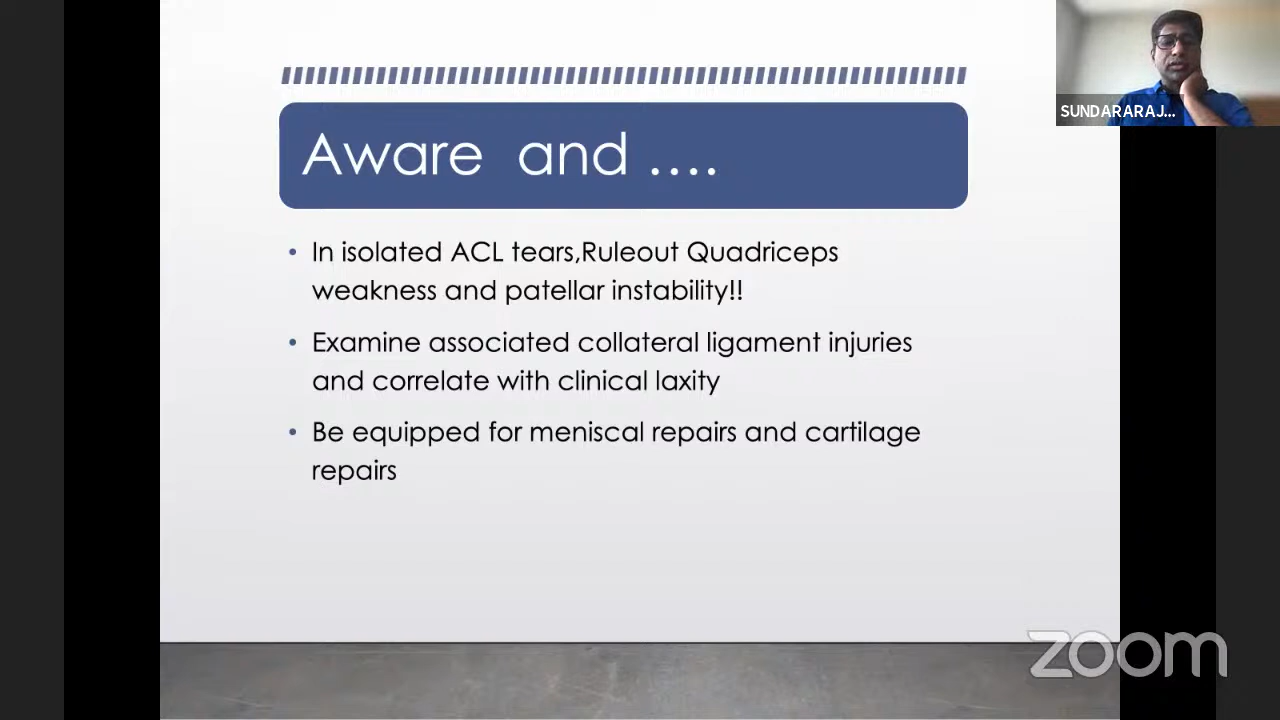 Aware and ....
SUNDARARAJ...
• In isolated ACL tears,Ruleout Quadriceps
weakness and patellar instability!!
• Examine associated collateral ligament injuries
and correlate with clinical laxity
• Be equipped for meniscal repairs and cartilage
repairs
zoom